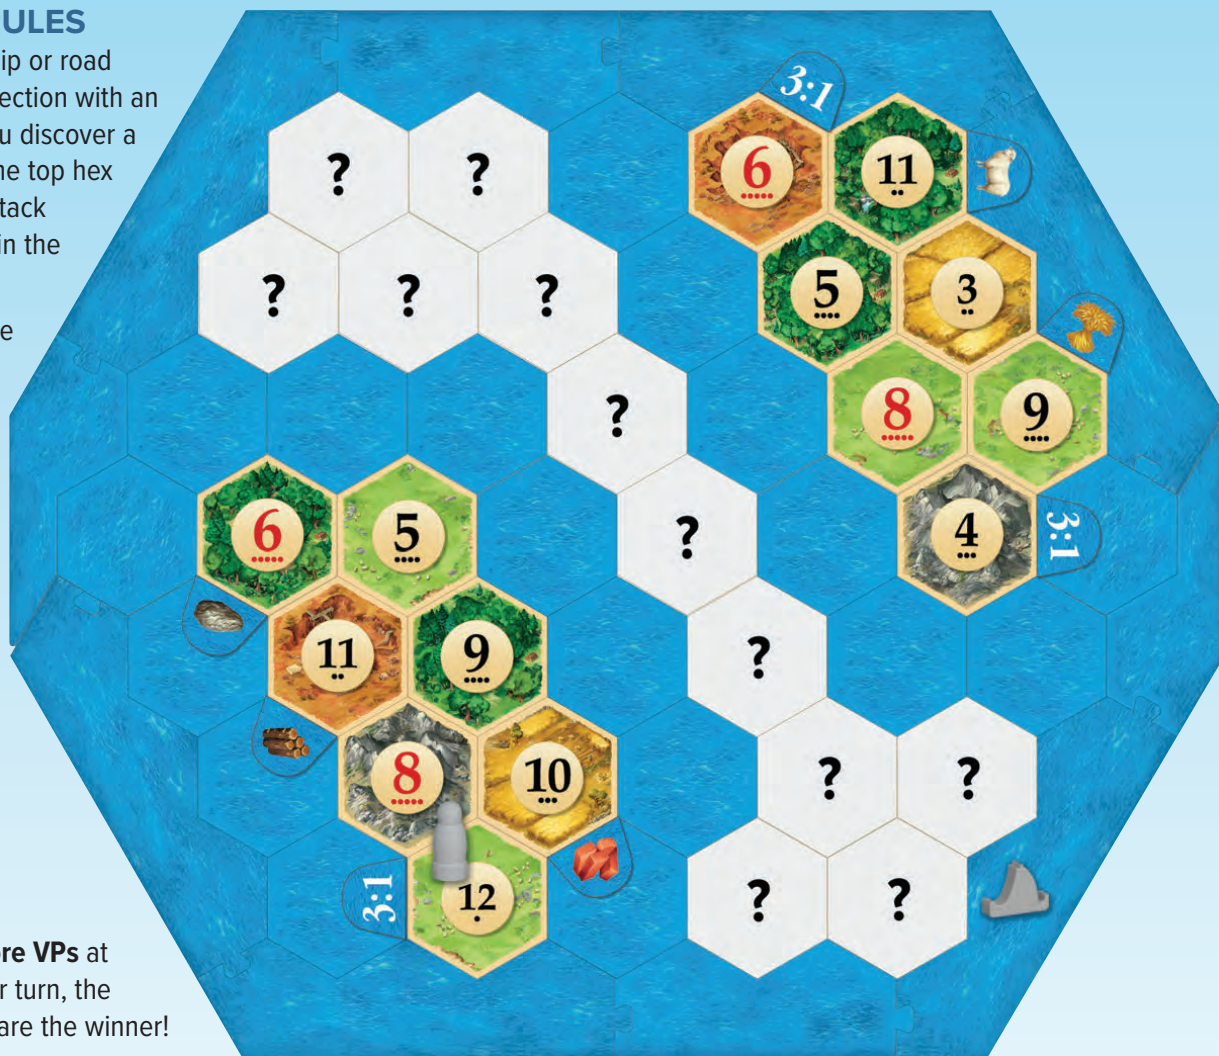 ULES
ip or road
ection with an
u discover a
he top hex
tack
in the
e
3:1
? ? 6 11
? ? ? 5 3
? 8 9
6 5 ? 4 3:1
11 9 ?
8 10 ? ?
3:1 12 ? ?
re VPs at
r turn, the
are the winner!